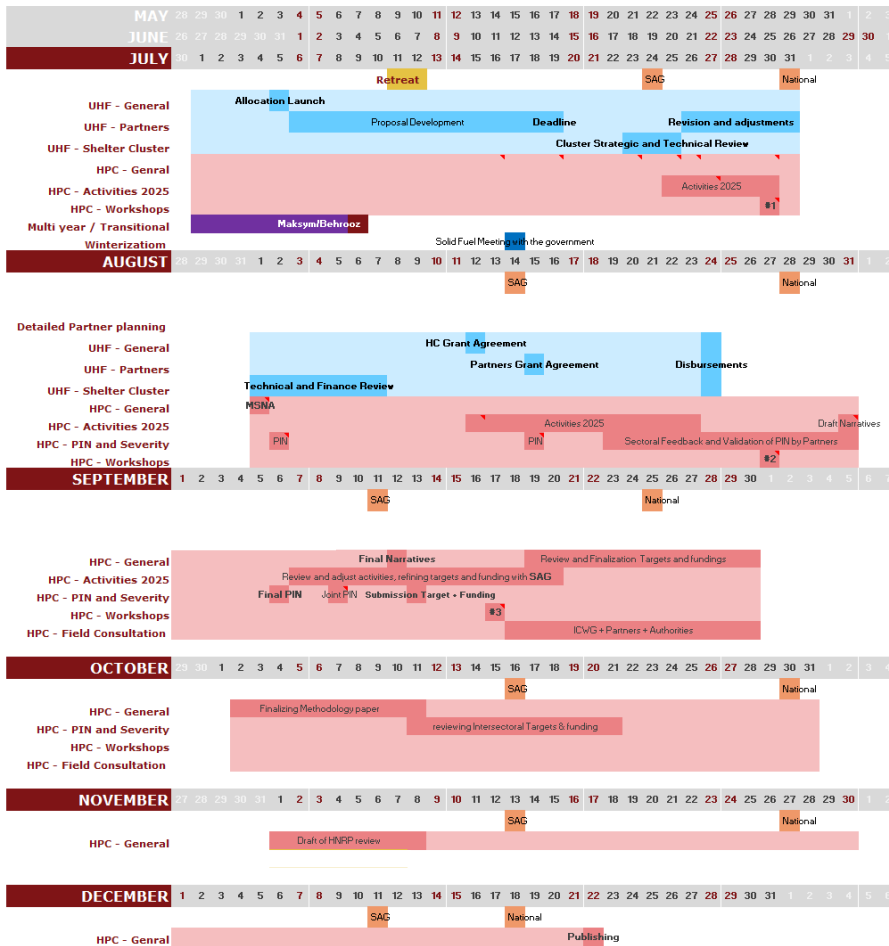 MAY 28 29 30 1 2 3 4 5 6 7 8 9 10 11 12 13 14 15 16 17 18 19 20 21 22 23 24 25 26 27 28 29 30 31 1 2
JUNE 26 27 28 29 30 31 1 2 3 4 5 6 7 8 9 10 11 12 13 14 15 16 17 18 19 20 21 22 23 24 25 26 27 28 29 30 1
JULY 30 1 2 3 4 5 6 7 8 9 10 11 12 13 14 15 16 17 18 19 20 21 22 23 24 25 26 27 28 29 30 31 1 2 3 4 5
Retreat SAG National
UHF - General Allocation Launch
UHF - Partners Proposal Development Deadline Revision and adjustments
UHF - Shelter Cluster Cluster Strategic and Technical Review
HPC - Genral
HPC - Activities 2025 Activities 2025
HPC - Workshops #1
Multi year / Transitional Maksym/Behrooz
Winterization Solid Fuel Meeting with the government
AUGUST 28 29 30 31 1 2 3 4 5 6 7 8 9 10 11 12 13 14 15 16 17 18 19 20 21 22 23 24 25 26 27 28 29 30 31 1
SAG National
Detailed Partner planning
UHF - General HC Grant Agreement
UHF - Partners Partners Grant Agreement Disbursements
UHF - Shelter Cluster Technical and Finance Review
HPC - General MSNA
HPC - Activities 2025 Activities 2025 Draft Narratives
HPC - PIN and Severity PIN PIN Sectoral Feedback and Validation of PIN by Partners
HPC - Workshops #2
SEPTEMBER 1 2 3 4 5 6 7 8 9 10 11 12 13 14 15 16 17 18 19 20 21 22 23 24 25 26 27 28 29 30 1 2 3 4 5 6 7
SAG National
HPC - General Final Narratives Review and Finalization Targets and fundings
HPC - Activities 2025 Review and adjust activities, refining targets and funding with SAG
HPC - PIN and Severity Final PIN Joint PIN Submission Target + Funding
HPC - Workshops #3
HPC - Field Consultation ICWG + Partners + Authorities
OCTOBER 29 30 1 2 3 4 5 6 7 8 9 10 11 12 13 14 15 16 17 18 19 20 21 22 23 24 25 26 27 28 29 30 31 1 2 3 4
SAG National
HPC - General Finalizing Methodology paper
HPC - PIN and Severity reviewing Intersectoral Targets & funding
HPC - Workshops
HPC - Field Consultation
NOVEMBER 27 28 29 30 31 1 2 3 4 5 6 7 8 9 10 11 12 13 14 15 16 17 18 19 20 21 22 23 24 25 26 27 28 29 30 1
SAG National
HPC - General Draft of HNRP review
DECEMBER 1 2 3 4 5 6 7 8 9 10 11 12 13 14 15 16 17 18 19 20 21 22 23 24 25 26 27 28 29 30 31 1 2 3 4 5
SAG National
HPC - Genral Publishing